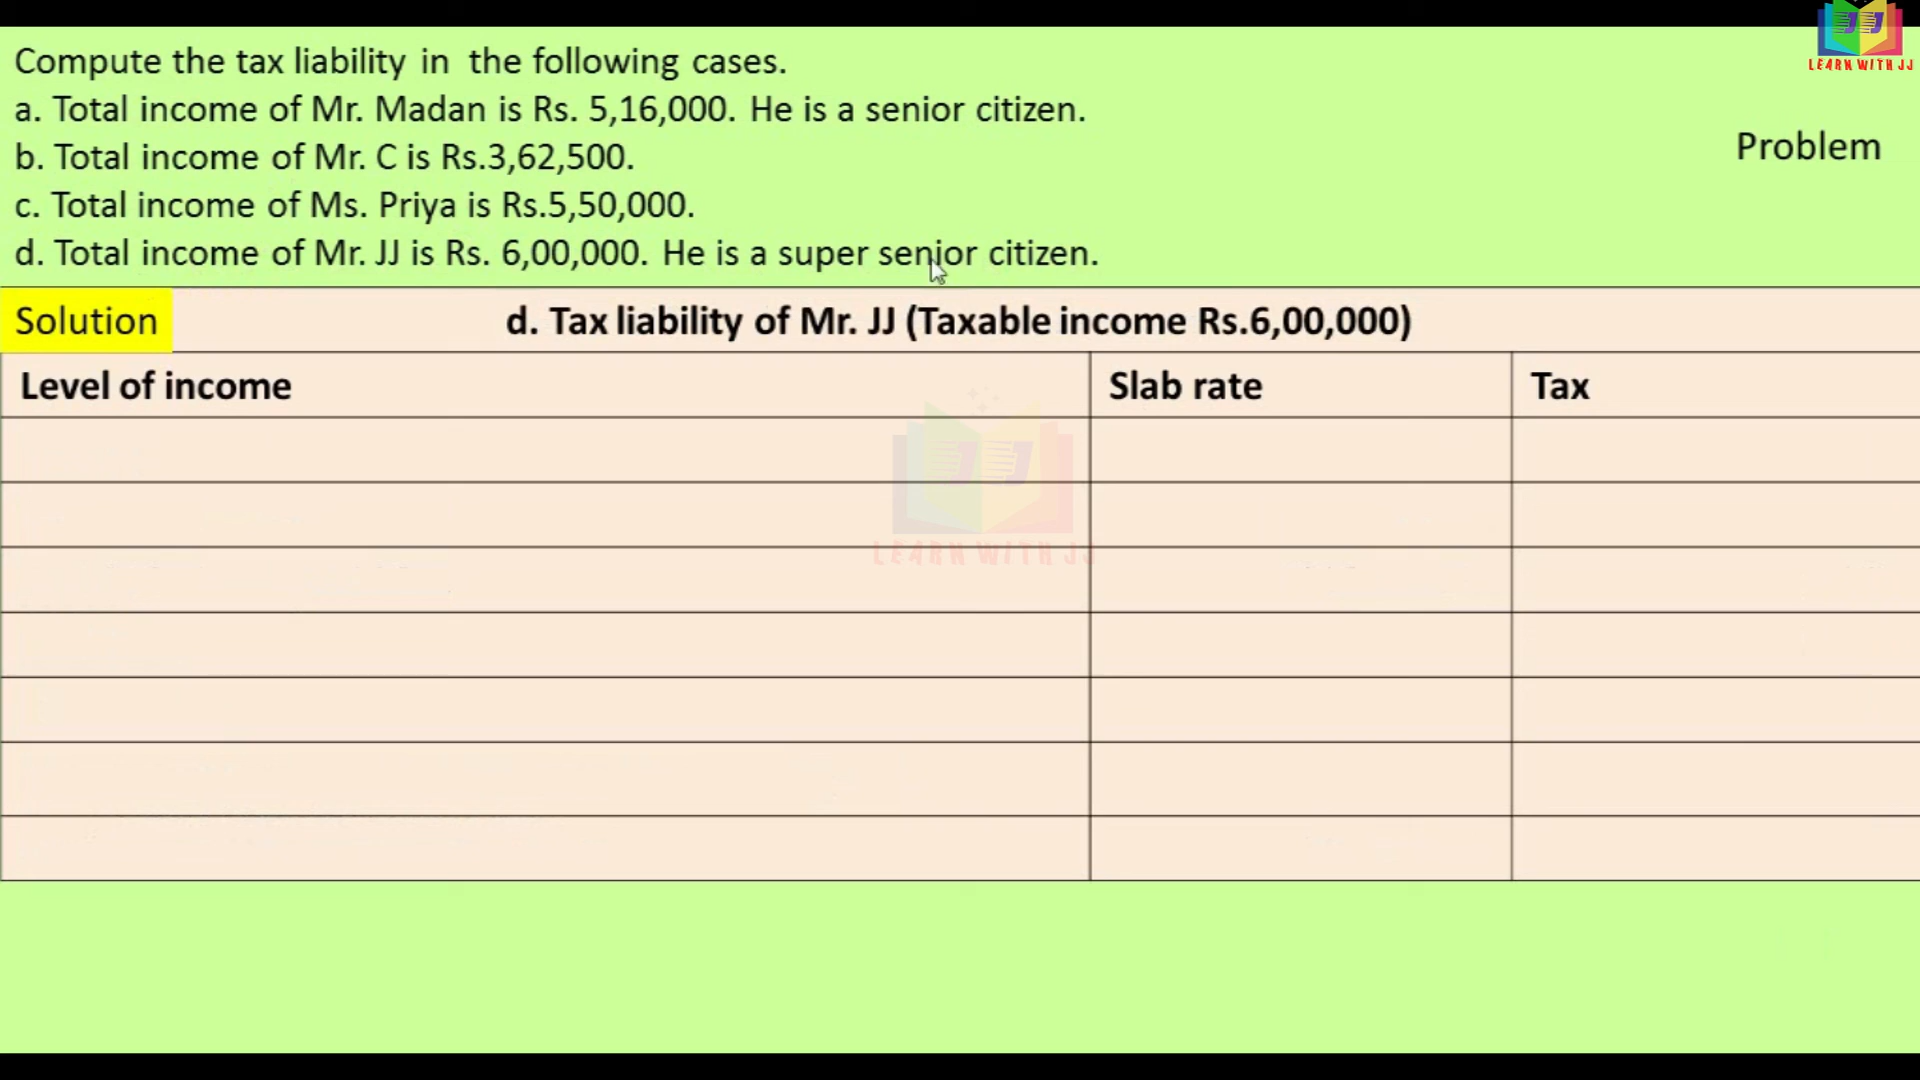 LEARN WITH JJ
Compute the tax liability in the following cases.
a. Total income of Mr. Madan is Rs. 5,16,000. He is a senior citizen.
b. Total income of Mr. C is Rs.3,62,500.
c. Total income of Ms. Priya is Rs.5,50,000.
d. Total income of Mr. JJ is Rs. 6,00,000. He is a super senior citizen.
Problem
Solution d. Tax liability of Mr. JJ (Taxable income Rs.6,00,000)
Level of income Slab rate Tax
LEARN WITH JJ